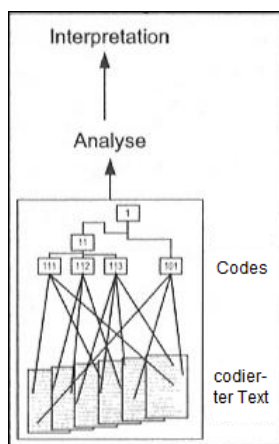 Interpretation
Analyse
1
11
111 112 113 101
Codes
codier-
ter Text